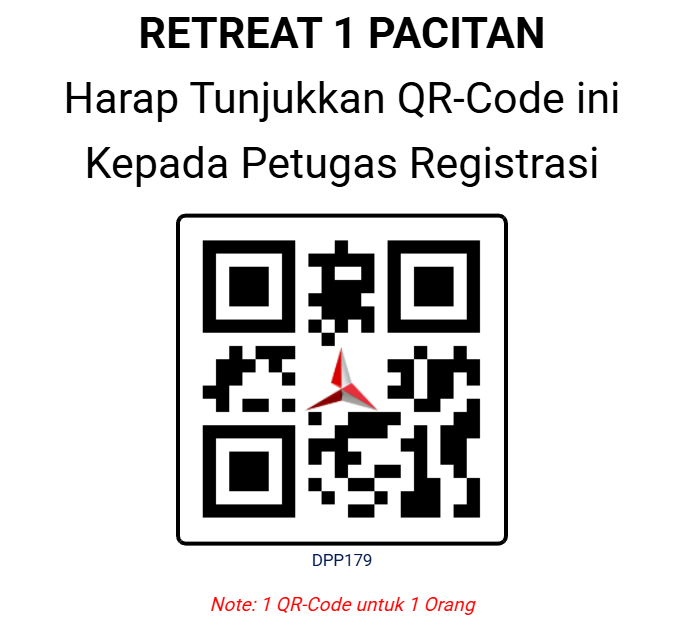 RETREAT 1 PACITAN
Harap Tunjukkan QR-Code ini
Kepada Petugas Registrasi
DPP179
Note: 1 QR-Code untuk 1 Orang